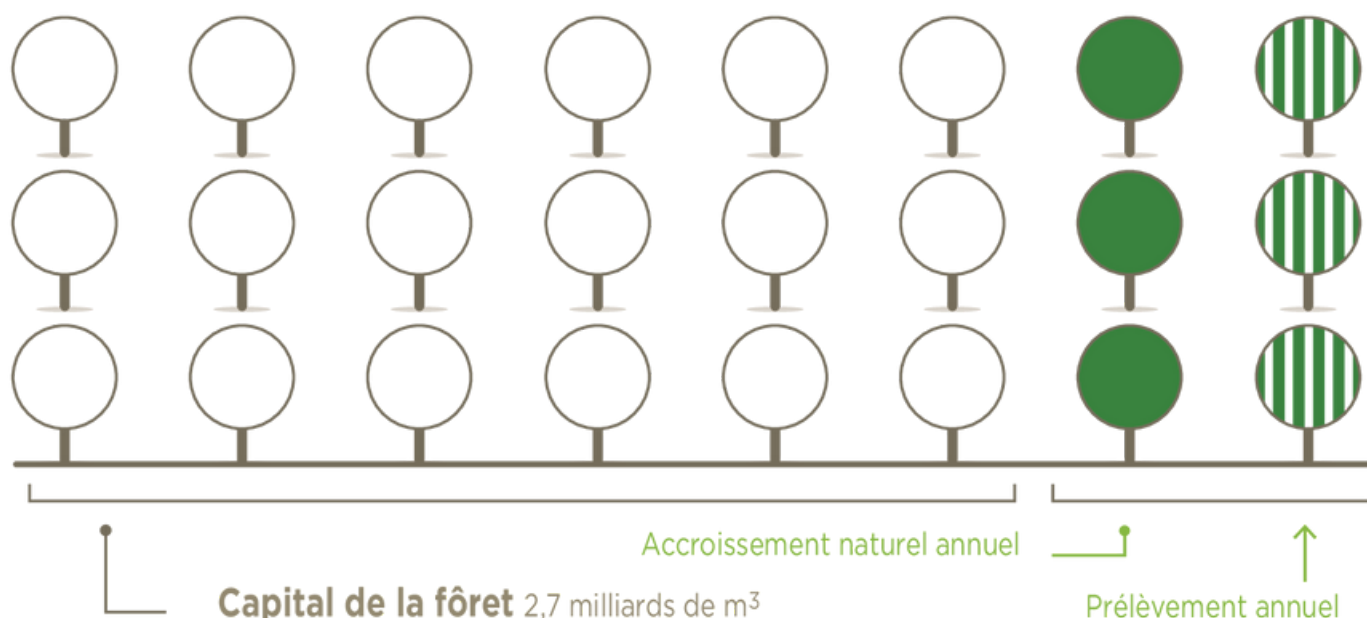 Accroissement naturel annuel
Capital de la fôret 2,7 milliards de m³
Prélèvement annuel